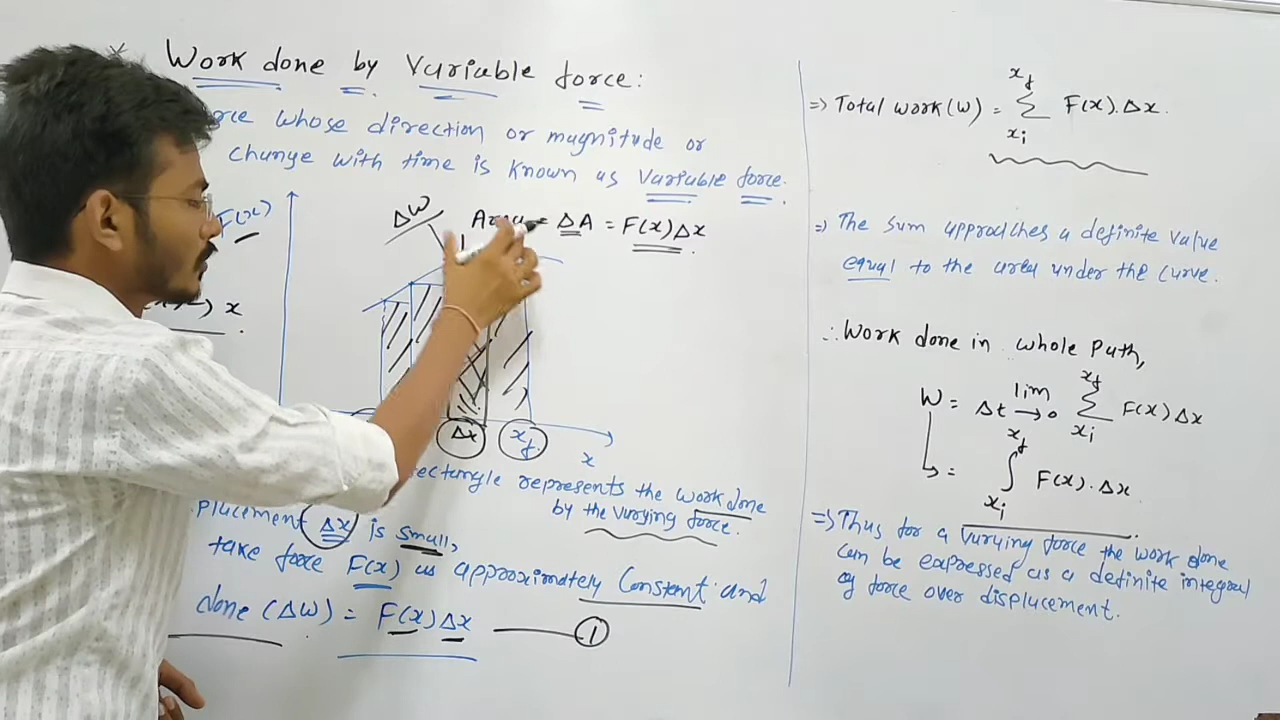 * Work done by Variable force:
whose direction or magnitude or
change with time is known as Variable force.
F(x)
ΔW
= ΔA = F(x)Δx
x
Δx
xf
x
represents the work done
by the varying force.
Δx is small,
take force F(x) as approximately Constant and
done (ΔW) = F(x) Δx ——— 1
=> Total work (W) = xf Σ xi F(x).Δx.
=> The sum approaches a definite value
equal to the area under the curve.
∴ Work done in whole Path,
W = lim Δt → 0 xf Σ xi F(x) Δx
= xf ∫ xi F(x).Δx
=> Thus for a varying force the work done
can be expressed as a definite integral
of force over displacement.